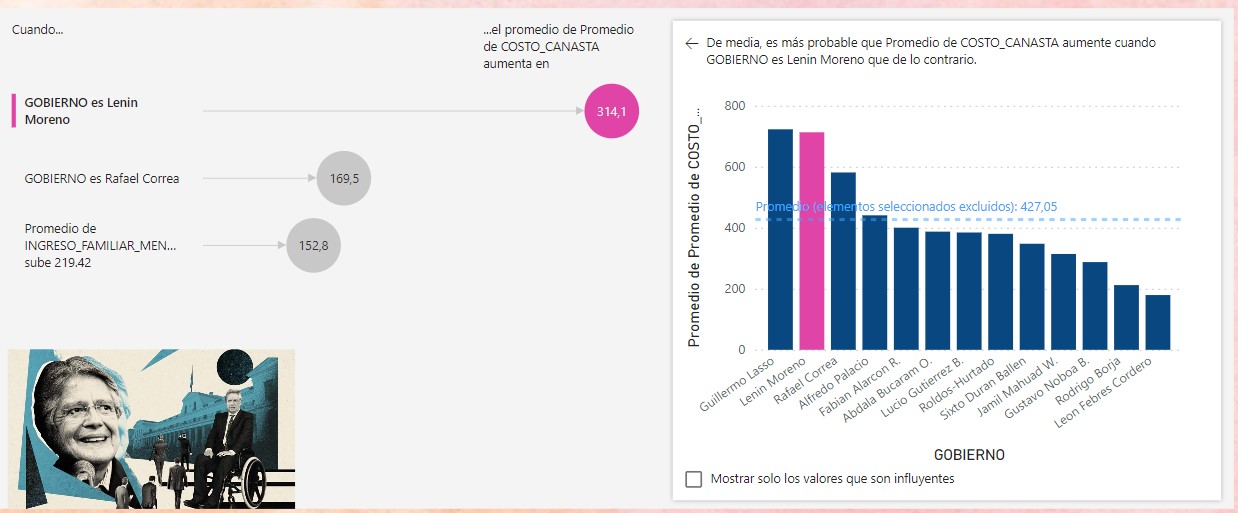 Cuando...
...el promedio de Promedio
de COSTO_CANASTA
aumenta en
GOBIERNO es Lenin
Moreno
314,1
GOBIERNO es Rafael Correa
169,5
Promedio de
INGRESO_FAMILIAR_MEN...
sube 219.42
152,8
← De media, es más probable que Promedio de COSTO_CANASTA aumente cuando
GOBIERNO es Lenin Moreno que de lo contrario.
Promedio de Promedio de COSTO_...
800
600
400
200
0
Promedio (elementos seleccionados excluidos): 427,05
Guillermo Lasso
Lenin Moreno
Rafael Correa
Alfredo Palacio
Fabian Alarcon R.
Abdala Bucaram O.
Lucio Gutierrez B.
Roldos-Hurtado
Sixto Duran Ballen
Jamil Mahuad W.
Gustavo Noboa B.
Rodrigo Borja
Leon Febres Cordero
GOBIERNO
Mostrar solo los valores que son influyentes